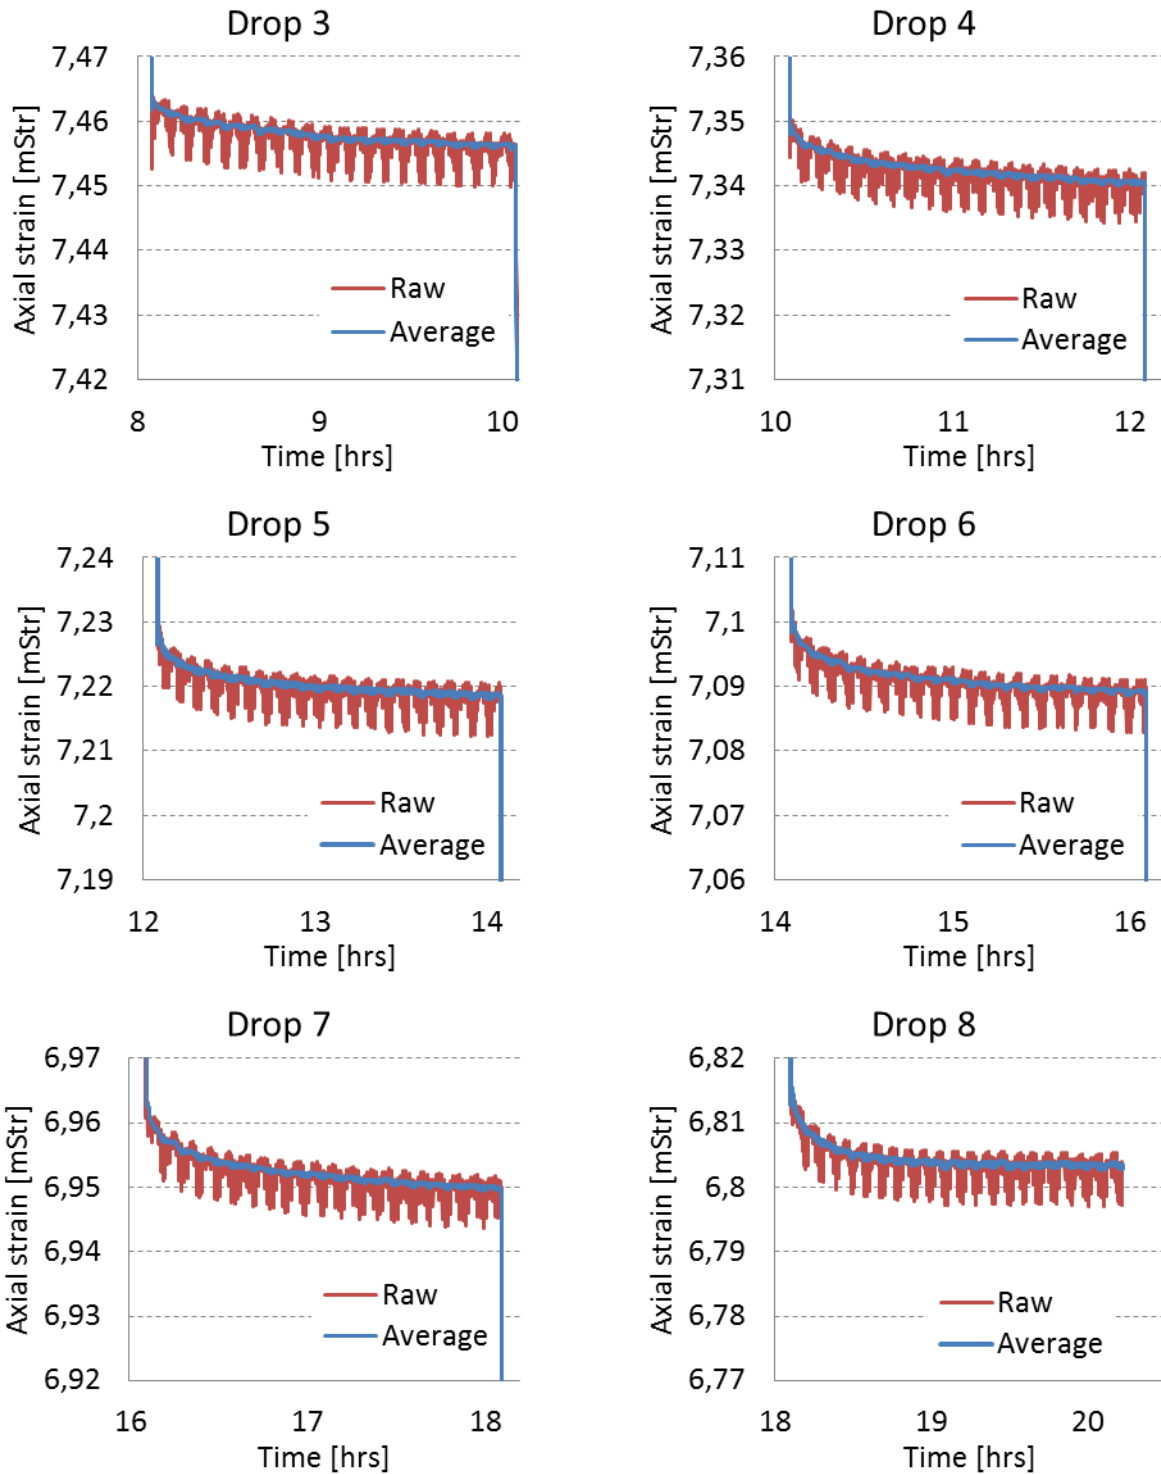 Drop 3
7,47
7,46
7,45
7,44
7,43
7,42
Axial strain [mStr]
Raw
Average
8 9 10
Time [hrs]
Drop 4
7,36
7,35
7,34
7,33
7,32
7,31
Axial strain [mStr]
Raw
Average
10 11 12
Time [hrs]
Drop 5
7,24
7,23
7,22
7,21
7,2
7,19
Axial strain [mStr]
Raw
Average
12 13 14
Time [hrs]
Drop 6
7,11
7,1
7,09
7,08
7,07
7,06
Axial strain [mStr]
Raw
Average
14 15 16
Time [hrs]
Drop 7
6,97
6,96
6,95
6,94
6,93
6,92
Axial strain [mStr]
Raw
Average
16 17 18
Time [hrs]
Drop 8
6,82
6,81
6,8
6,79
6,78
6,77
Axial strain [mStr]
Raw
Average
18 19 20
Time [hrs]